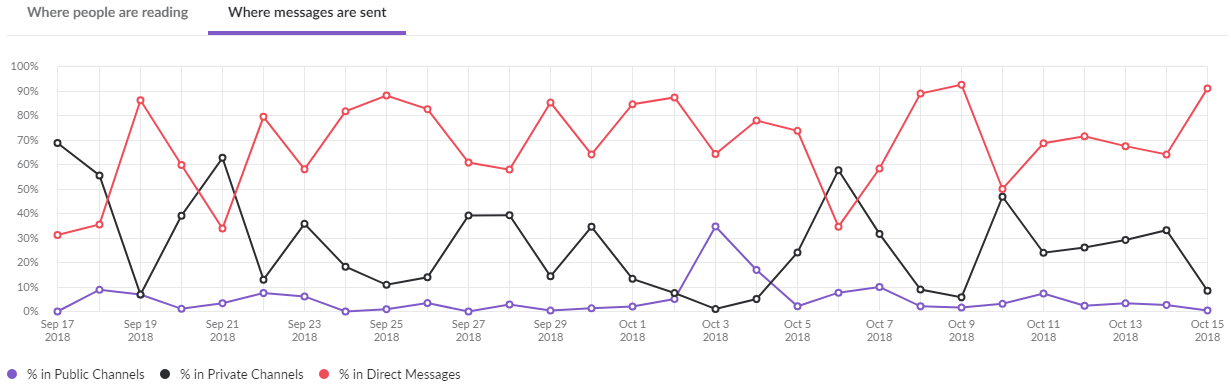 Where people are reading Where messages are sent
100%
90%
80%
70%
60%
50%
40%
30%
20%
10%
0%
Sep 17 Sep 19 Sep 21 Sep 23 Sep 25 Sep 27 Sep 29 Oct 1 Oct 3 Oct 5 Oct 7 Oct 9 Oct 11 Oct 13 Oct 15
2018 2018 2018 2018 2018 2018 2018 2018 2018 2018 2018 2018 2018 2018 2018
% in Public Channels % in Private Channels % in Direct Messages